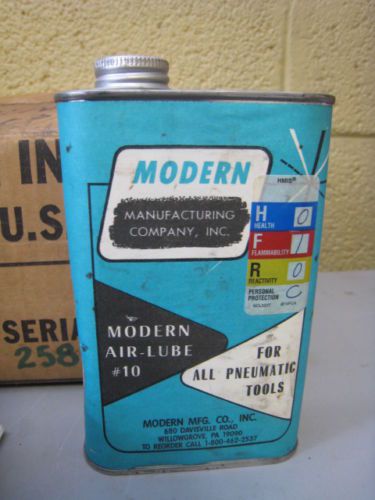 IN
U.S.
SERIA
258
MODERN
MANUFACTURING
COMPANY, INC.
HMIS®
H 0
HEALTH
F 1
FLAMMABILITY
R 0
REACTIVITY
PERSONAL
PROTECTION C
MODERN
AIR-LUBE
#10
FOR
ALL PNEUMATIC
TOOLS
MODERN MFG. CO., INC.
680 DAVISVILLE ROAD
WILLOWGROVE, PA 19090
TO REORDER CALL 1-800-462-2537